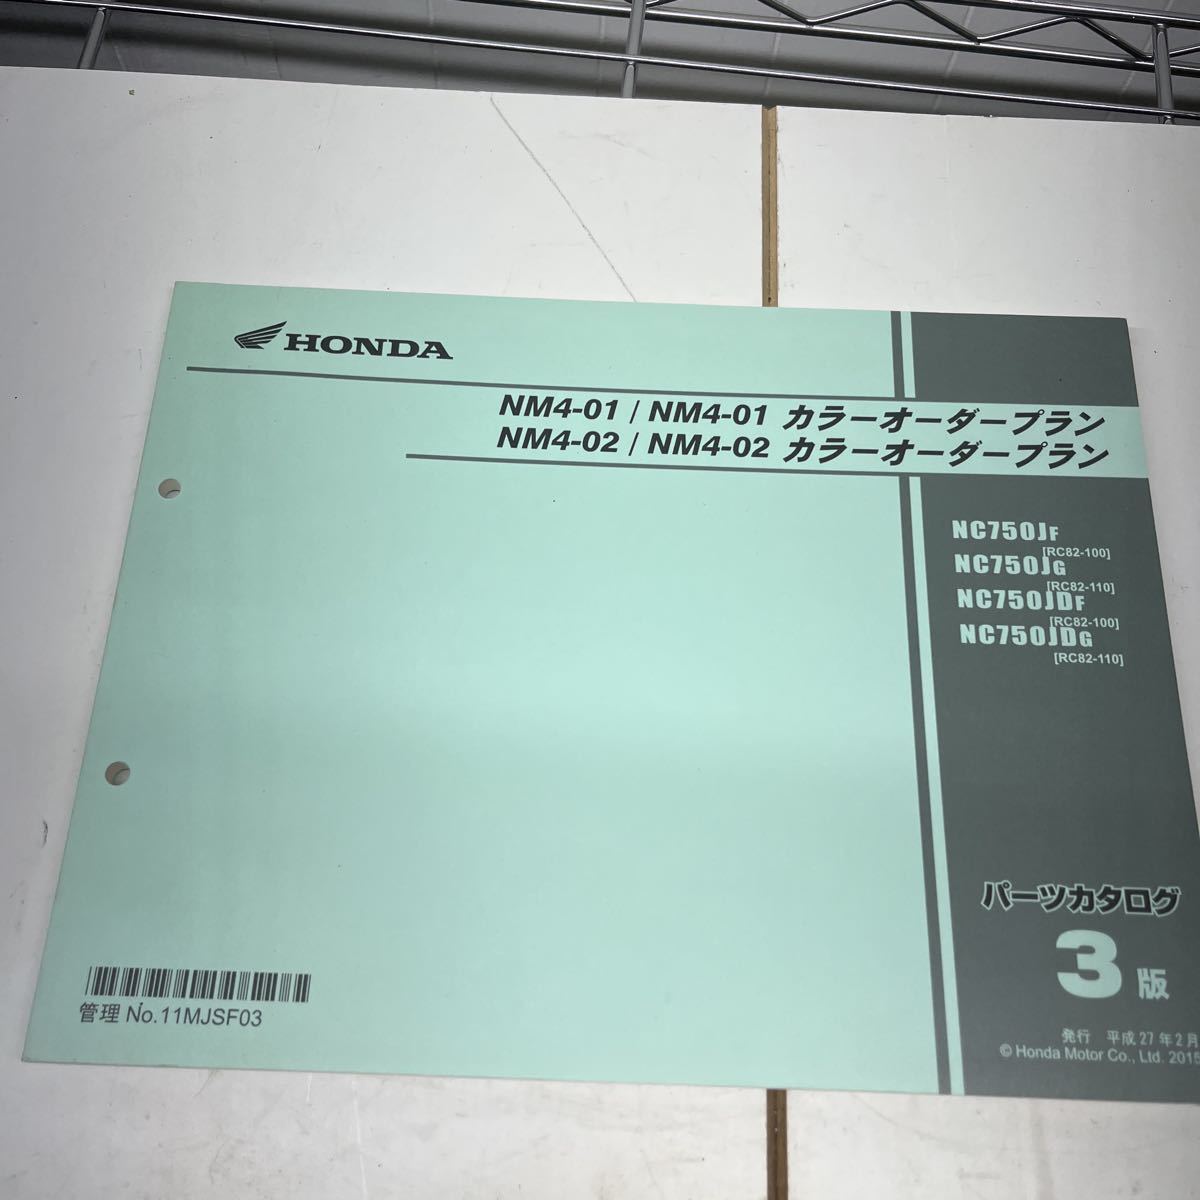 HONDA
NM4-01 / NM4-01 カラーオーダープラン
NM4-02 / NM4-02 カラーオーダープラン
NC750JF
[RC82-100]
NC750JG
[RC82-110]
NC750JDF
[RC82-100]
NC750JDG
[RC82-110]
パーツカタログ
3版
管理 No.11MJSF03
発行 平成27年2月
© Honda Motor Co., Ltd. 2015